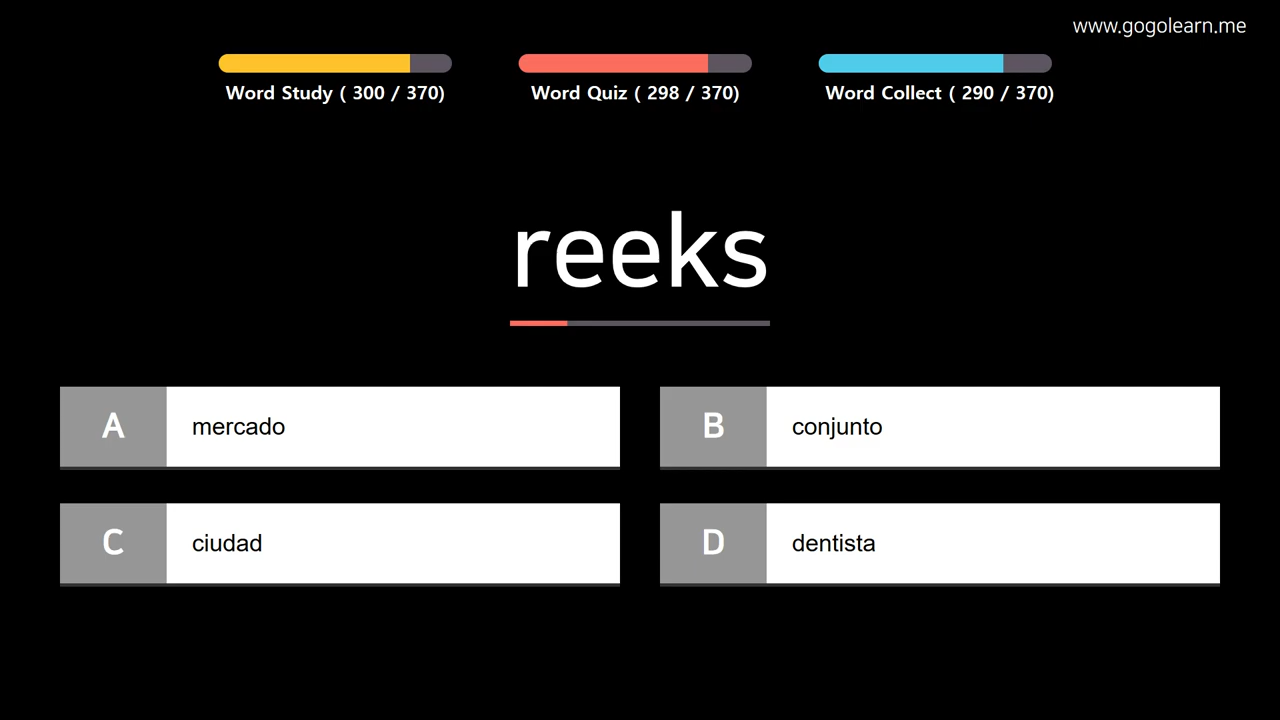 www.gogolearn.me
Word Study ( 300 / 370)
Word Quiz ( 298 / 370)
Word Collect ( 290 / 370)
reeks
A
mercado
B
conjunto
C
ciudad
D
dentista